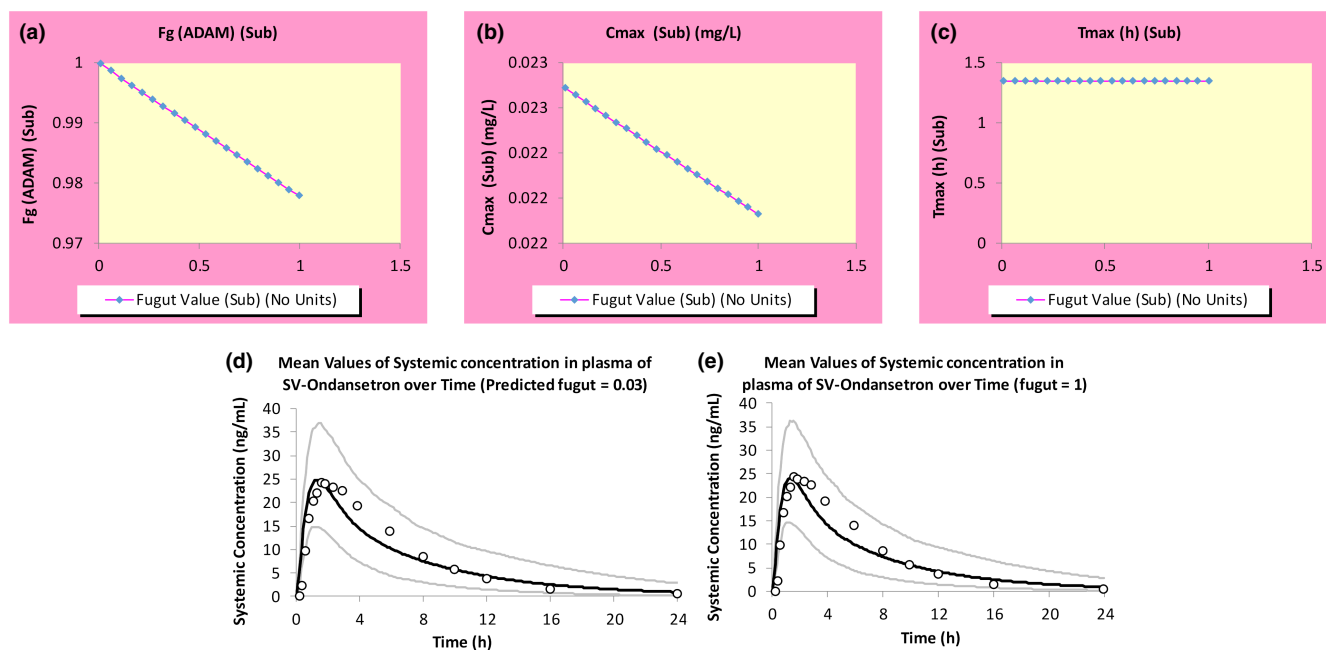 (a)
Fg (ADAM) (Sub)
Fg (ADAM) (Sub)
1
0.99
0.98
0.97
0
0.5
1
1.5
Fugut Value (Sub) (No Units)
(b)
Cmax (Sub) (mg/L)
Cmax (Sub) (mg/L)
0.023
0.023
0.022
0.022
0.022
0
0.5
1
1.5
Fugut Value (Sub) (No Units)
(c)
Tmax (h) (Sub)
Tmax (h) (Sub)
1.5
1
0.5
0
0
0.5
1
1.5
Fugut Value (Sub) (No Units)
(d)
Mean Values of Systemic concentration in plasma of
SV-Ondansetron over Time (Predicted fugut = 0.03)
Systemic Concentration (ng/mL)
40
35
30
25
20
15
10
5
0
0
4
8
12
16
20
24
Time (h)
(e)
Mean Values of Systemic concentration in
plasma of SV-Ondansetron over Time (fugut = 1)
Systemic Concentration (ng/mL)
40
35
30
25
20
15
10
5
0
0
4
8
12
16
20
24
Time (h)